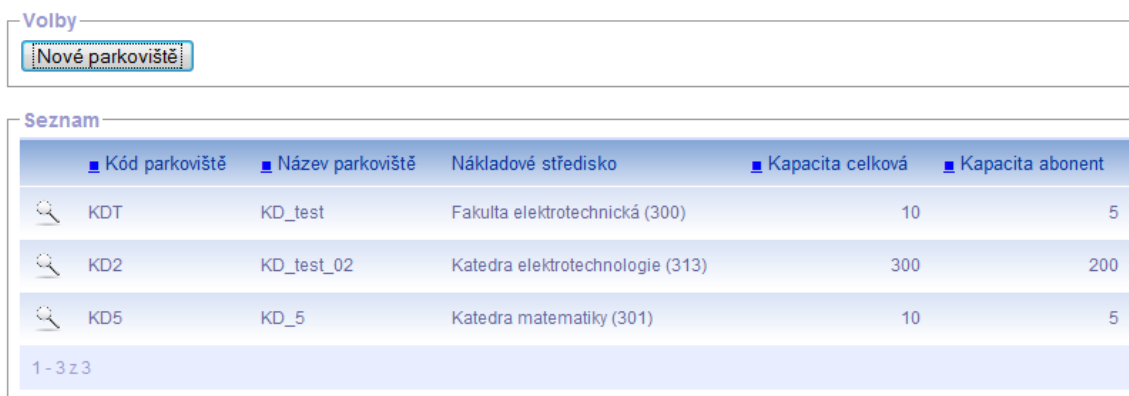 Volby
Nové parkoviště
Seznam
Kód parkoviště Název parkoviště Nákladové středisko Kapacita celková Kapacita abonent
KDT KD_test Fakulta elektrotechnická (300) 10 5
KD2 KD_test_02 Katedra elektrotechnologie (313) 300 200
KD5 KD_5 Katedra matematiky (301) 10 5
1 - 3 z 3